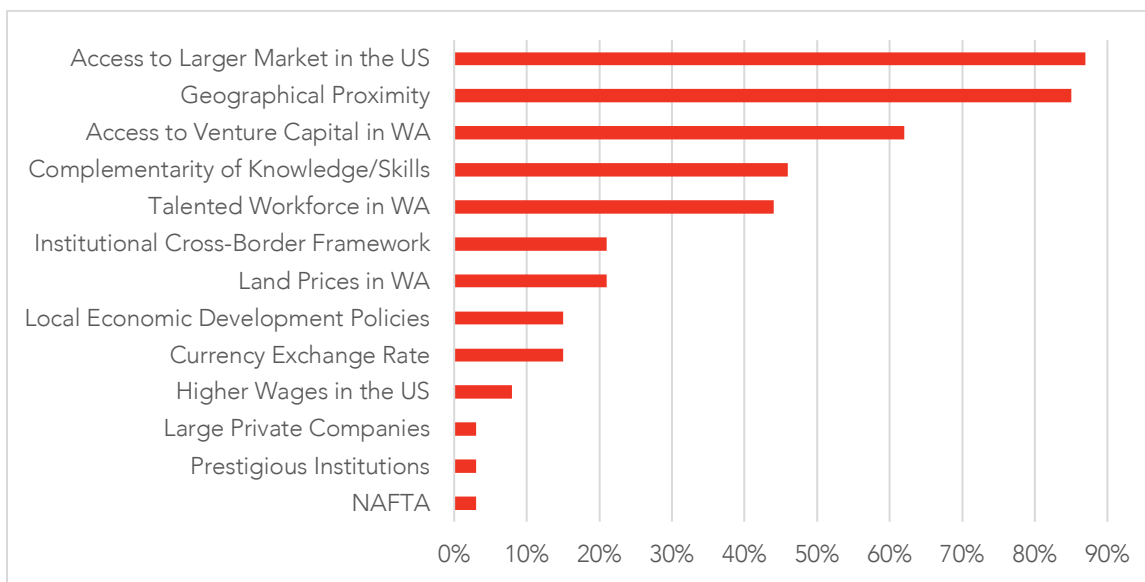 Access to Larger Market in the US
Geographical Proximity
Access to Venture Capital in WA
Complementarity of Knowledge/Skills
Talented Workforce in WA
Institutional Cross-Border Framework
Land Prices in WA
Local Economic Development Policies
Currency Exchange Rate
Higher Wages in the US
Large Private Companies
Prestigious Institutions
NAFTA
0% 10% 20% 30% 40% 50% 60% 70% 80% 90%